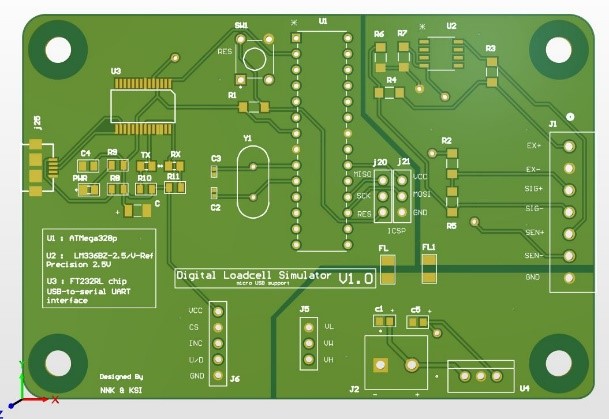 SW1
U1
U2
RES
R6
R7
R3
U3
R4
R1
J1
j26
Y1
R2
EX+
C4
R9
TX
RX
C3
j20
j21
EX-
PWR
R8
R10
R11
MISO
VCC
SIG+
C2
SCK
MOSI
C
RES
GND
SIG-
R5
ICSP
SEN+
U1 : ATMega328p
U2 : LM336BZ-2.5/V-Ref
Precision 2.5V
U3 : FT232RL chip
USB-to-serial UART
interface
FL
FL1
SEN-
Digital Loadcell Simulator V1.0
micro USB support
GND
VCC
CS
INC
U/D
GND
J6
J5
VL
VW
VH
c1
+
c5
+
J2
-
+
U4
Designed By
NNK & KSI
X